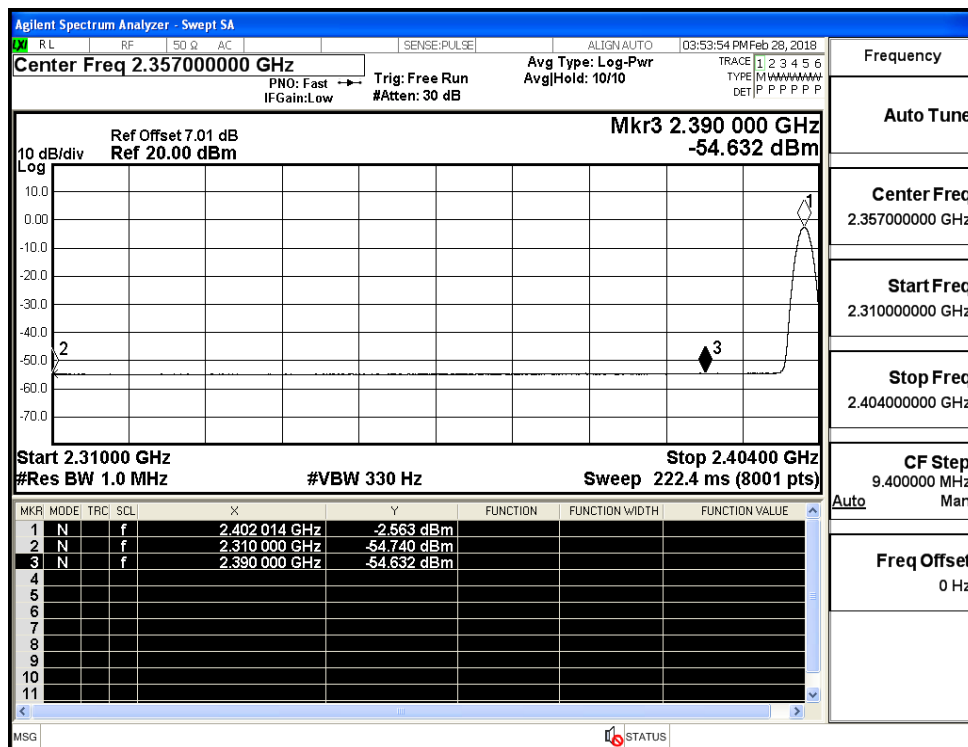 Agilent Spectrum Analyzer - Swept SA
LXI RL RF 50 Ω AC SENSE:PULSE ALIGN AUTO 03:53:54 PM Feb 28, 2018
Center Freq 2.357000000 GHz
PNO: Fast
IFGain:Low
Trig: Free Run
#Atten: 30 dB
Avg Type: Log-Pwr
Avg|Hold: 10/10
TRACE 1 2 3 4 5 6
TYPE M W W W W W
DET P P P P P P
Ref Offset 7.01 dB
10 dB/div Ref 20.00 dBm
Log
Mkr3 2.390 000 GHz
-54.632 dBm
10.0
0.00
-10.0
-20.0
-30.0
-40.0
-50.0
-60.0
-70.0
1
2
3
Start 2.31000 GHz Stop 2.40400 GHz
#Res BW 1.0 MHz #VBW 330 Hz Sweep 222.4 ms (8001 pts)
MKR MODE TRC SCL X Y FUNCTION FUNCTION WIDTH FUNCTION VALUE
1 N f 2.402 014 GHz -2.563 dBm
2 N f 2.310 000 GHz -54.740 dBm
3 N f 2.390 000 GHz -54.632 dBm
4
5
6
7
8
9
10
11
MSG STATUS
Frequency
Auto Tune
Center Freq
2.357000000 GHz
Start Freq
2.310000000 GHz
Stop Freq
2.404000000 GHz
CF Step
9.400000 MHz
Auto Man
Freq Offset
0 Hz